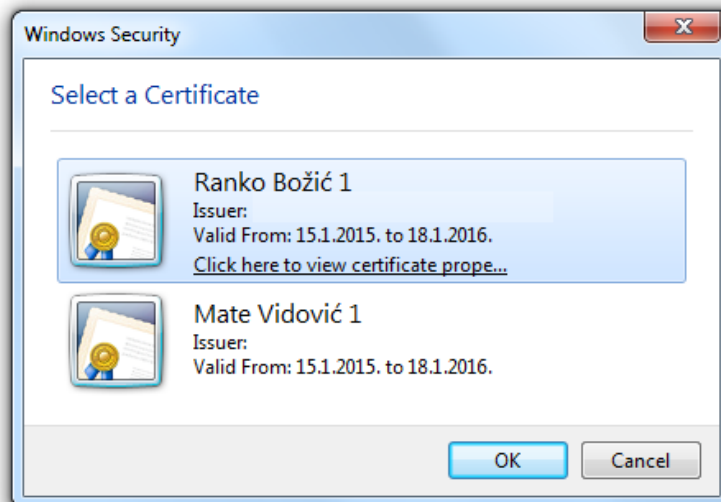 Windows Security
Select a Certificate
Ranko Božić 1
Issuer:
Valid From: 15.1.2015. to 18.1.2016.
Click here to view certificate prope...
Mate Vidović 1
Issuer:
Valid From: 15.1.2015. to 18.1.2016.
OK
Cancel